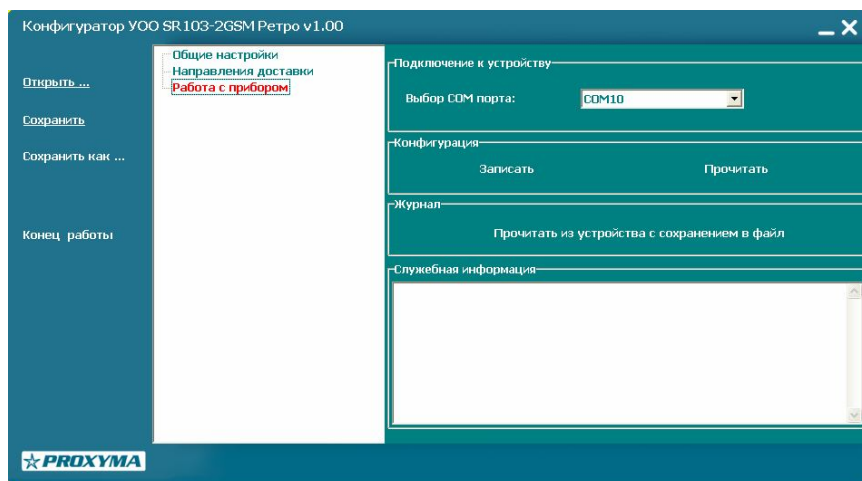 Конфигуратор УОО SR103-2GSM Ретро v1.00
Открыть ...
Сохранить
Сохранить как ...
Конец работы
Общие настройки
Направления доставки
Работа с прибором
Подключение к устройству
Выбор COM порта:
COM10
Конфигурация
Записать
Прочитать
Журнал
Прочитать из устройства с сохранением в файл
Служебная информация
PROXYMA